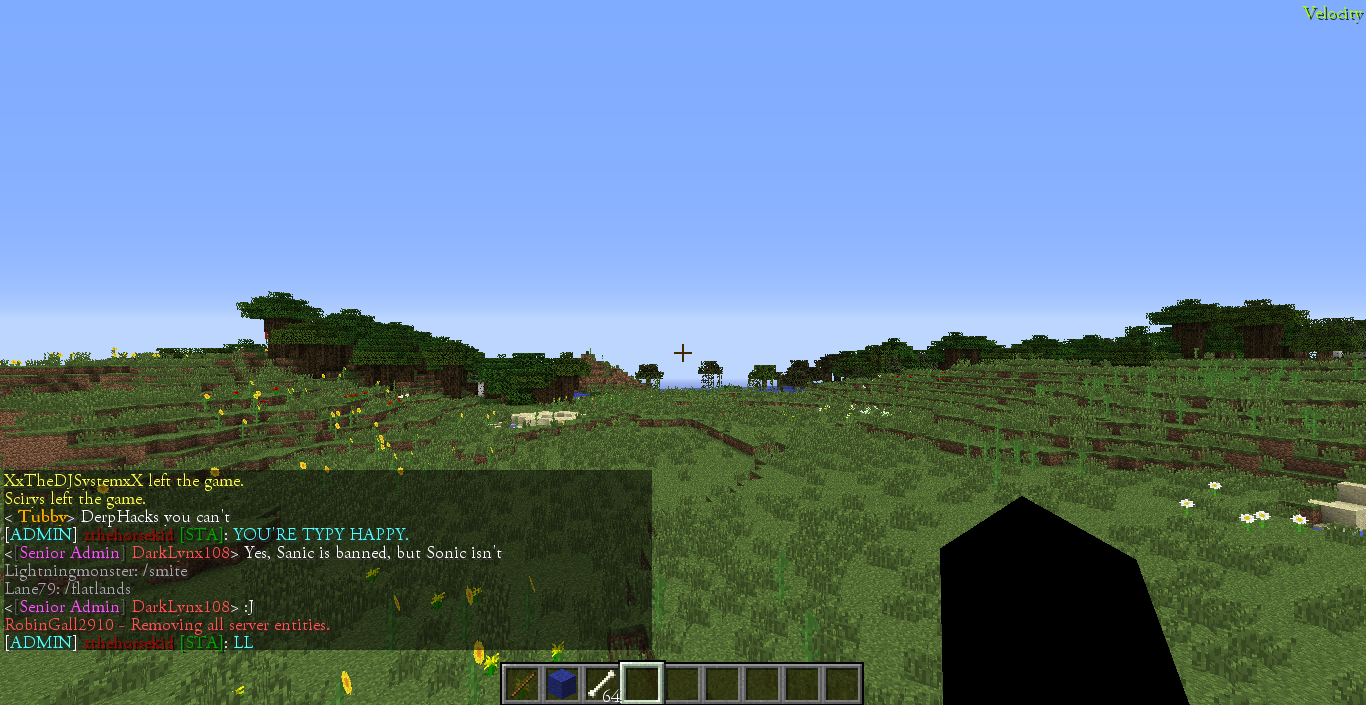 Velocity
XxTheDJSystemxX left the game.
Scirvs left the game.
< Tubbv> DerpHacks you can't
[ADMIN] [STA]: YOU'RE TYPY HAPPY.
<[Senior Admin] DarkLynx108> Yes, Sanic is banned, but Sonic isn't
Lightningmonster: /smite
Lane79: /flatlands
<[Senior Admin] DarkLynx108> :J
RobinGall2910 - Removing all server entities.
[ADMIN] [STA]: LL
64